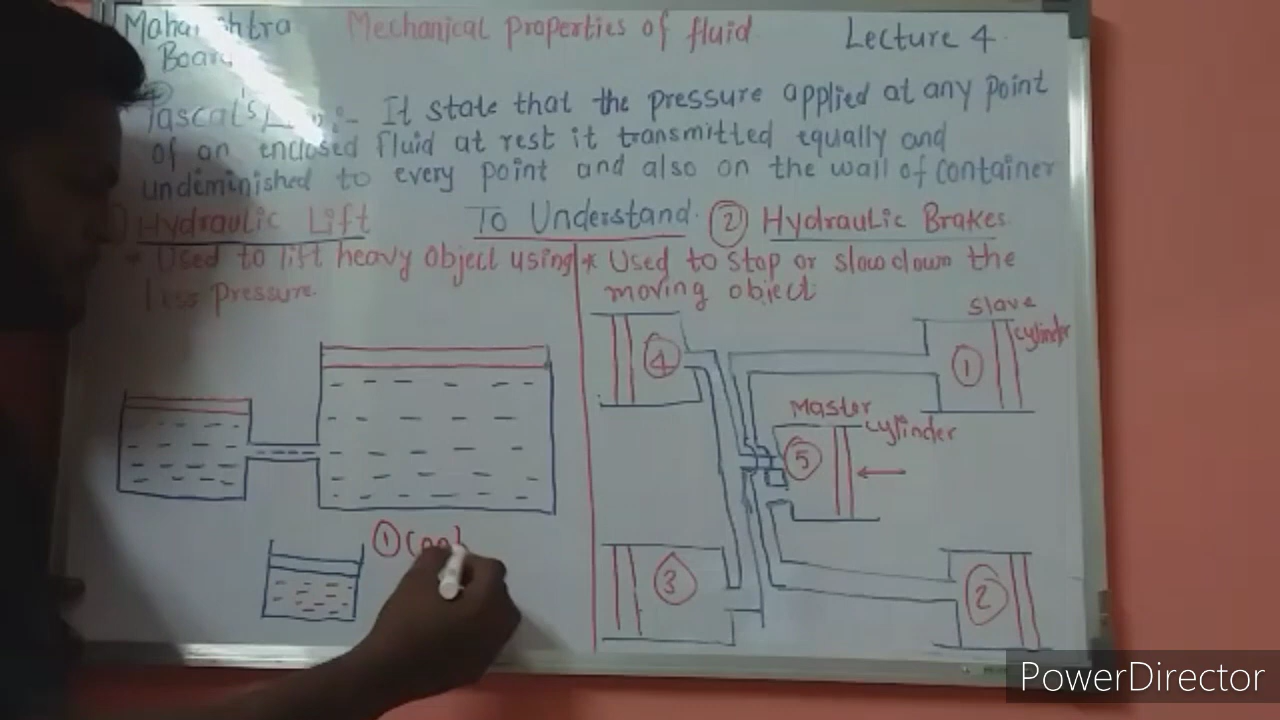 Mechanical properties of fluid Lecture 4
Pascal's :- It state that the pressure applied at any point
of an enclosed fluid at rest it transmitted equally and
undiminished to every point and also on the wall of container
Hydraulic Lift To Understand. ② Hydraulic Brakes.
* Used to lift heavy object using
less pressure.
* Used to stop or slow down the
moving object
Slave
cylinder
①
④
Master
cylinder
⑤
③
②
①
PowerDirector